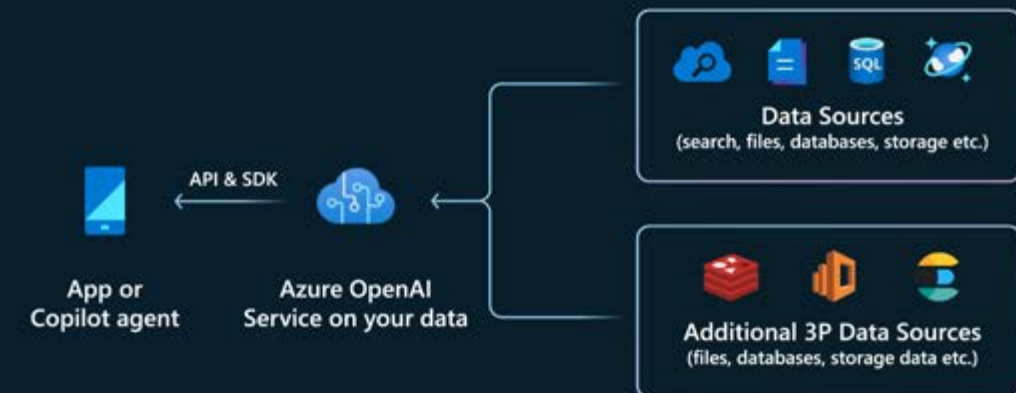 SQL
Data Sources
(search, files, databases, storage etc.)
API & SDK
App or
Copilot agent
Azure OpenAI
Service on your data
Additional 3P Data Sources
(files, databases, storage data etc.)